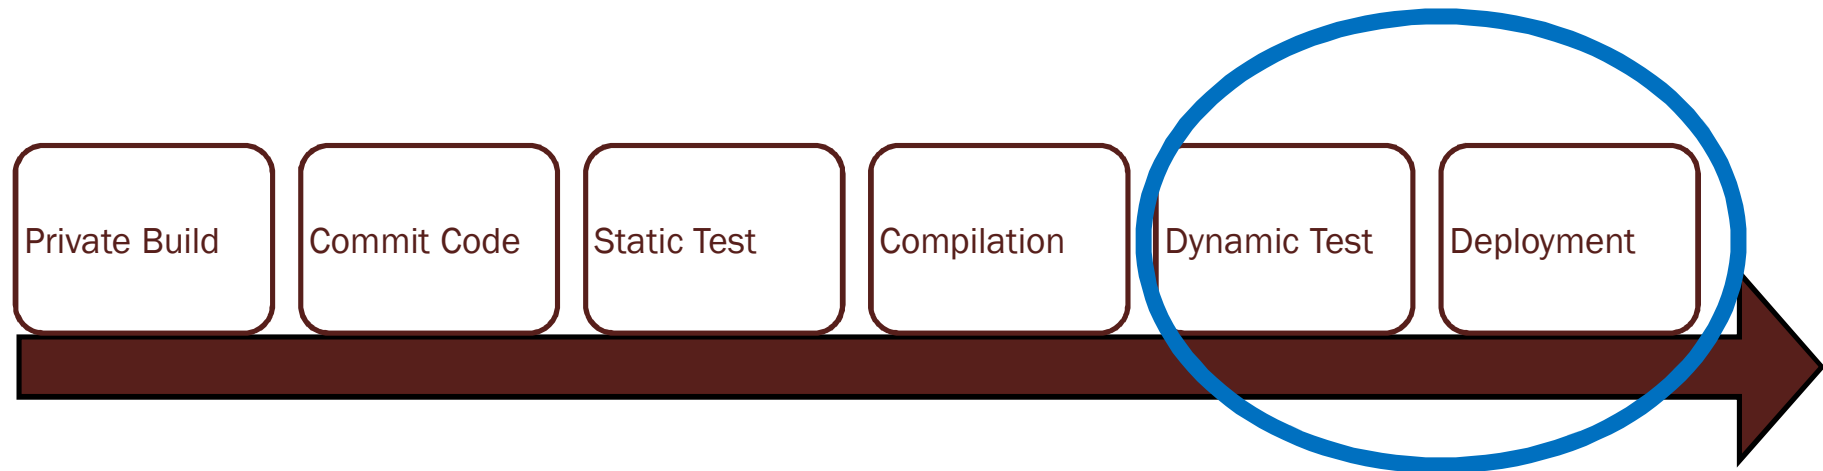 Private Build
Commit Code
Static Test
Compilation
Dynamic Test
Deployment